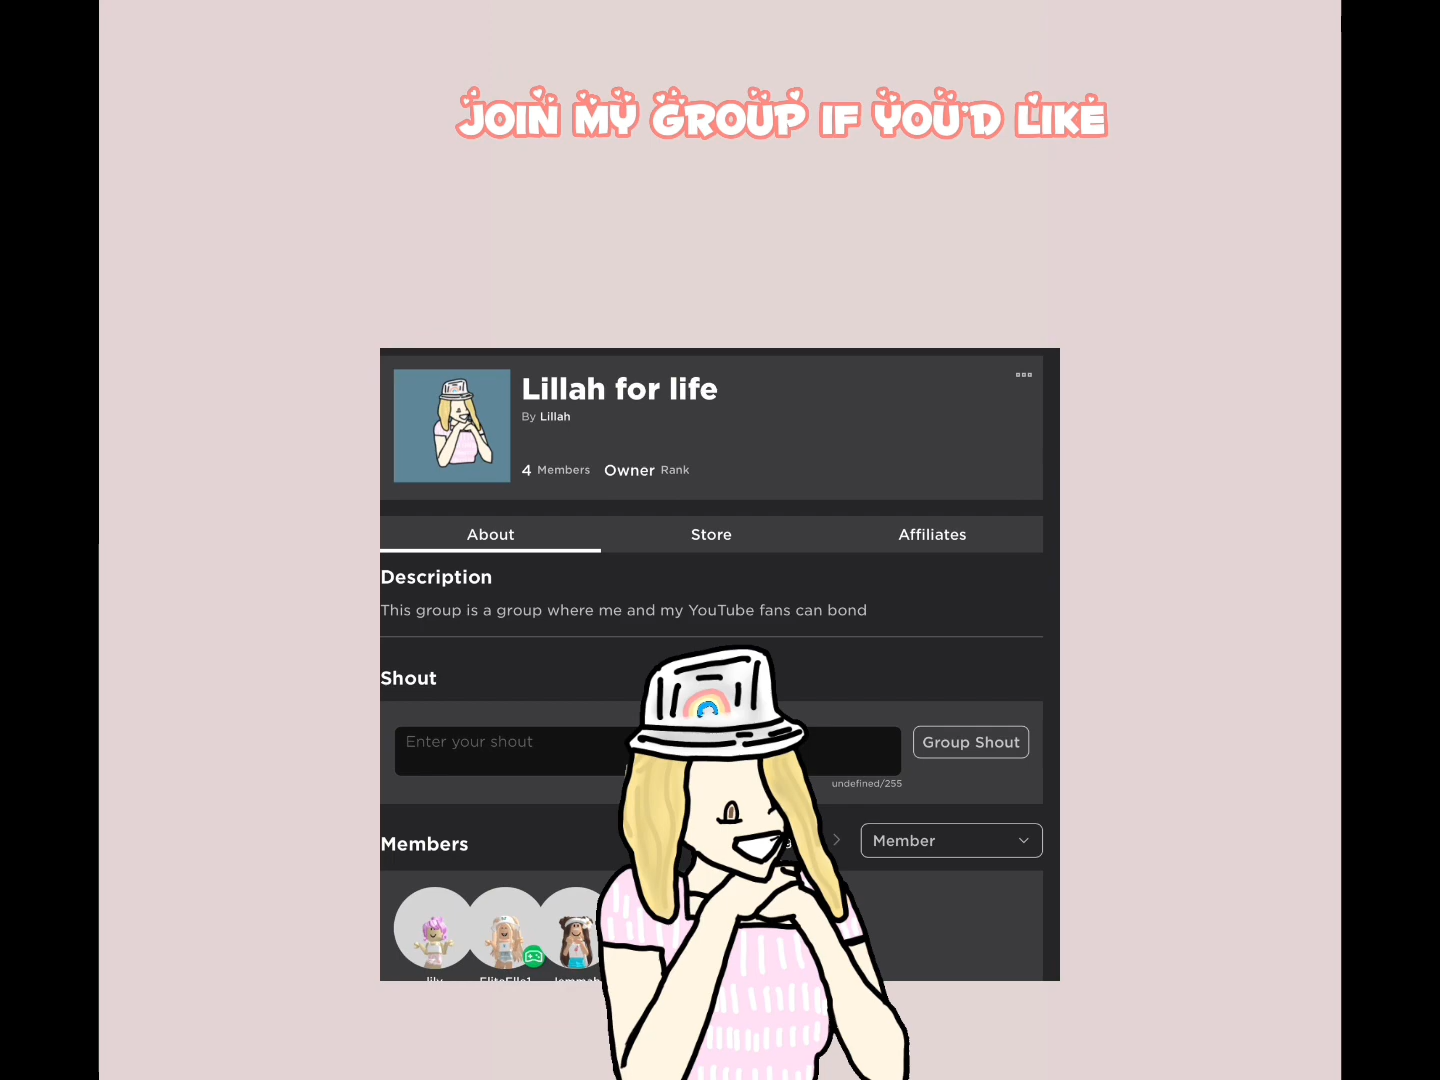 JOIN MY GROUP IF YOU'D LIKE
Lillah for life
By Lillah
4 Members Owner Rank
About Store Affiliates
Description
This group is a group where me and my YouTube fans can bond
Shout
Enter your shout
Group Shout
undefined/255
Members
Member